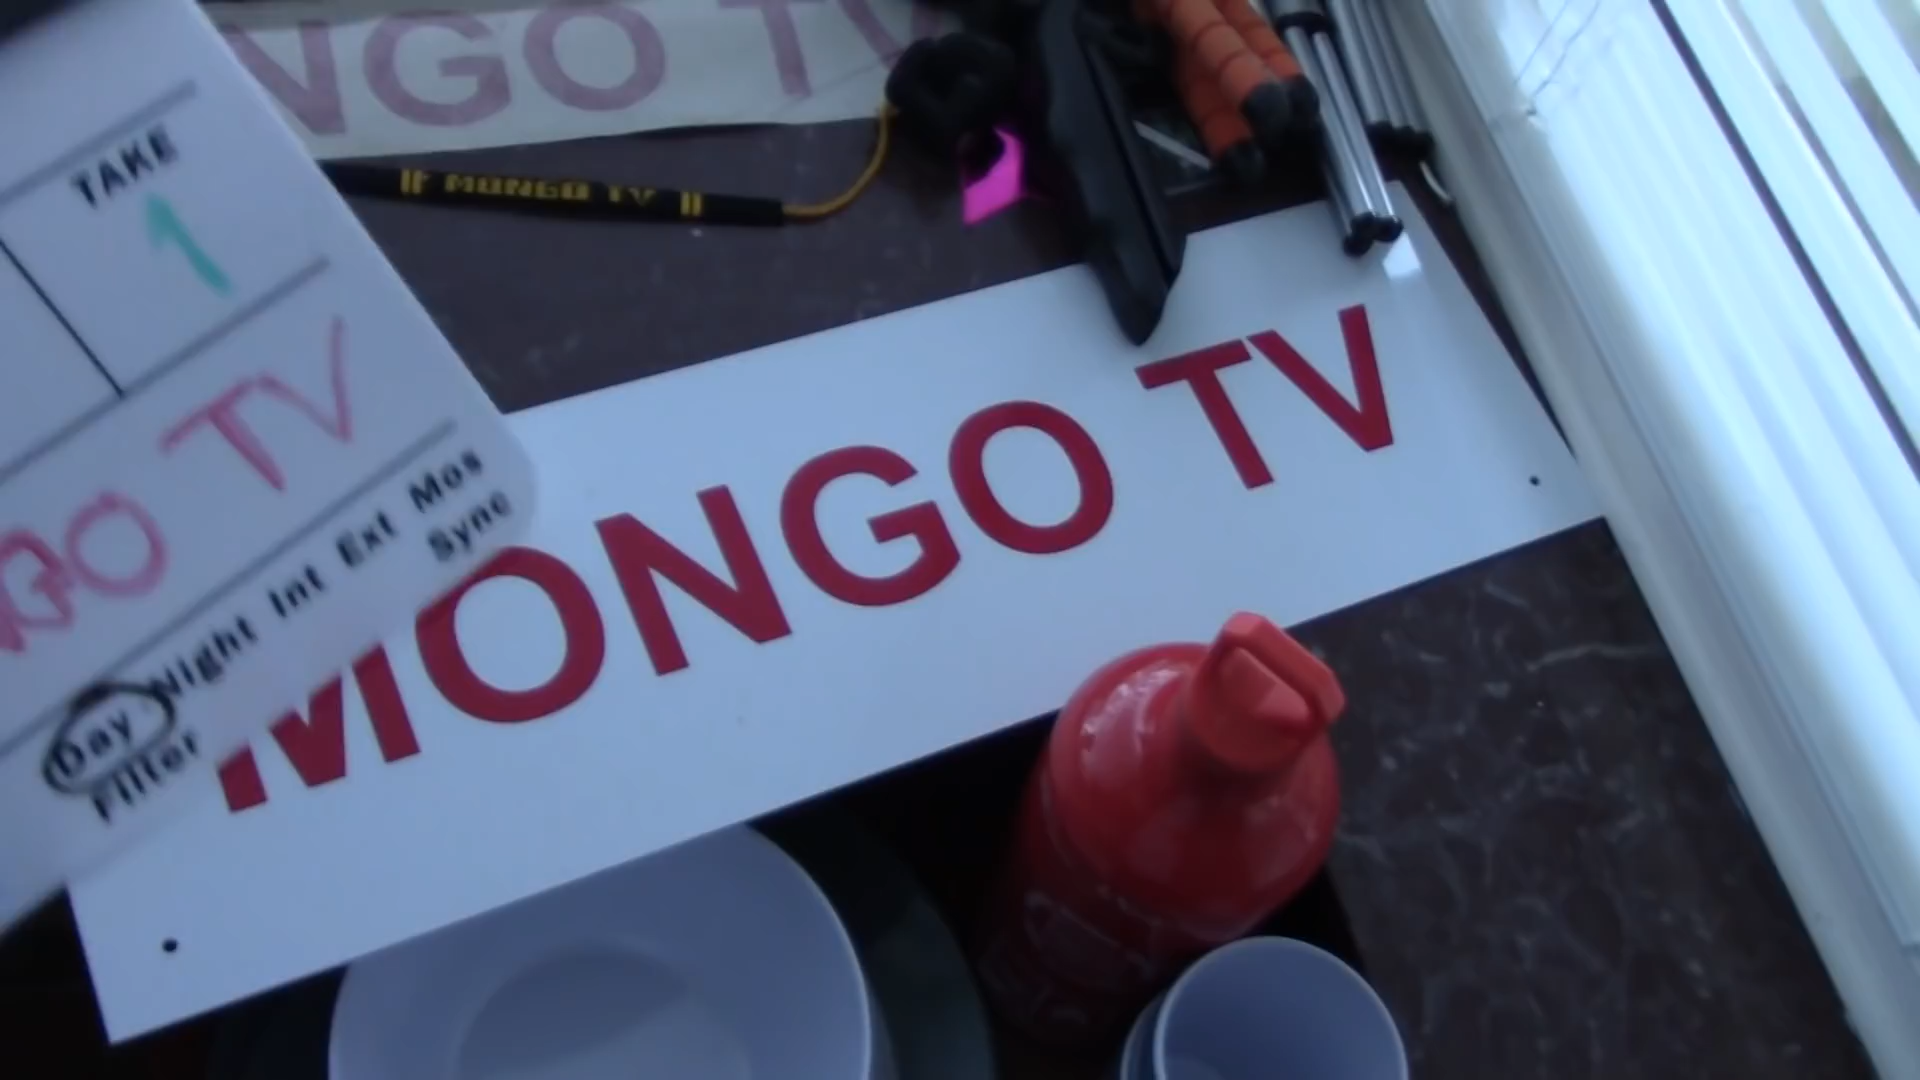 NGO TV
TAKE
1
MONGO TV
GO TV
Day Night Int Ext Mos
Filter Sync
MONGO TV